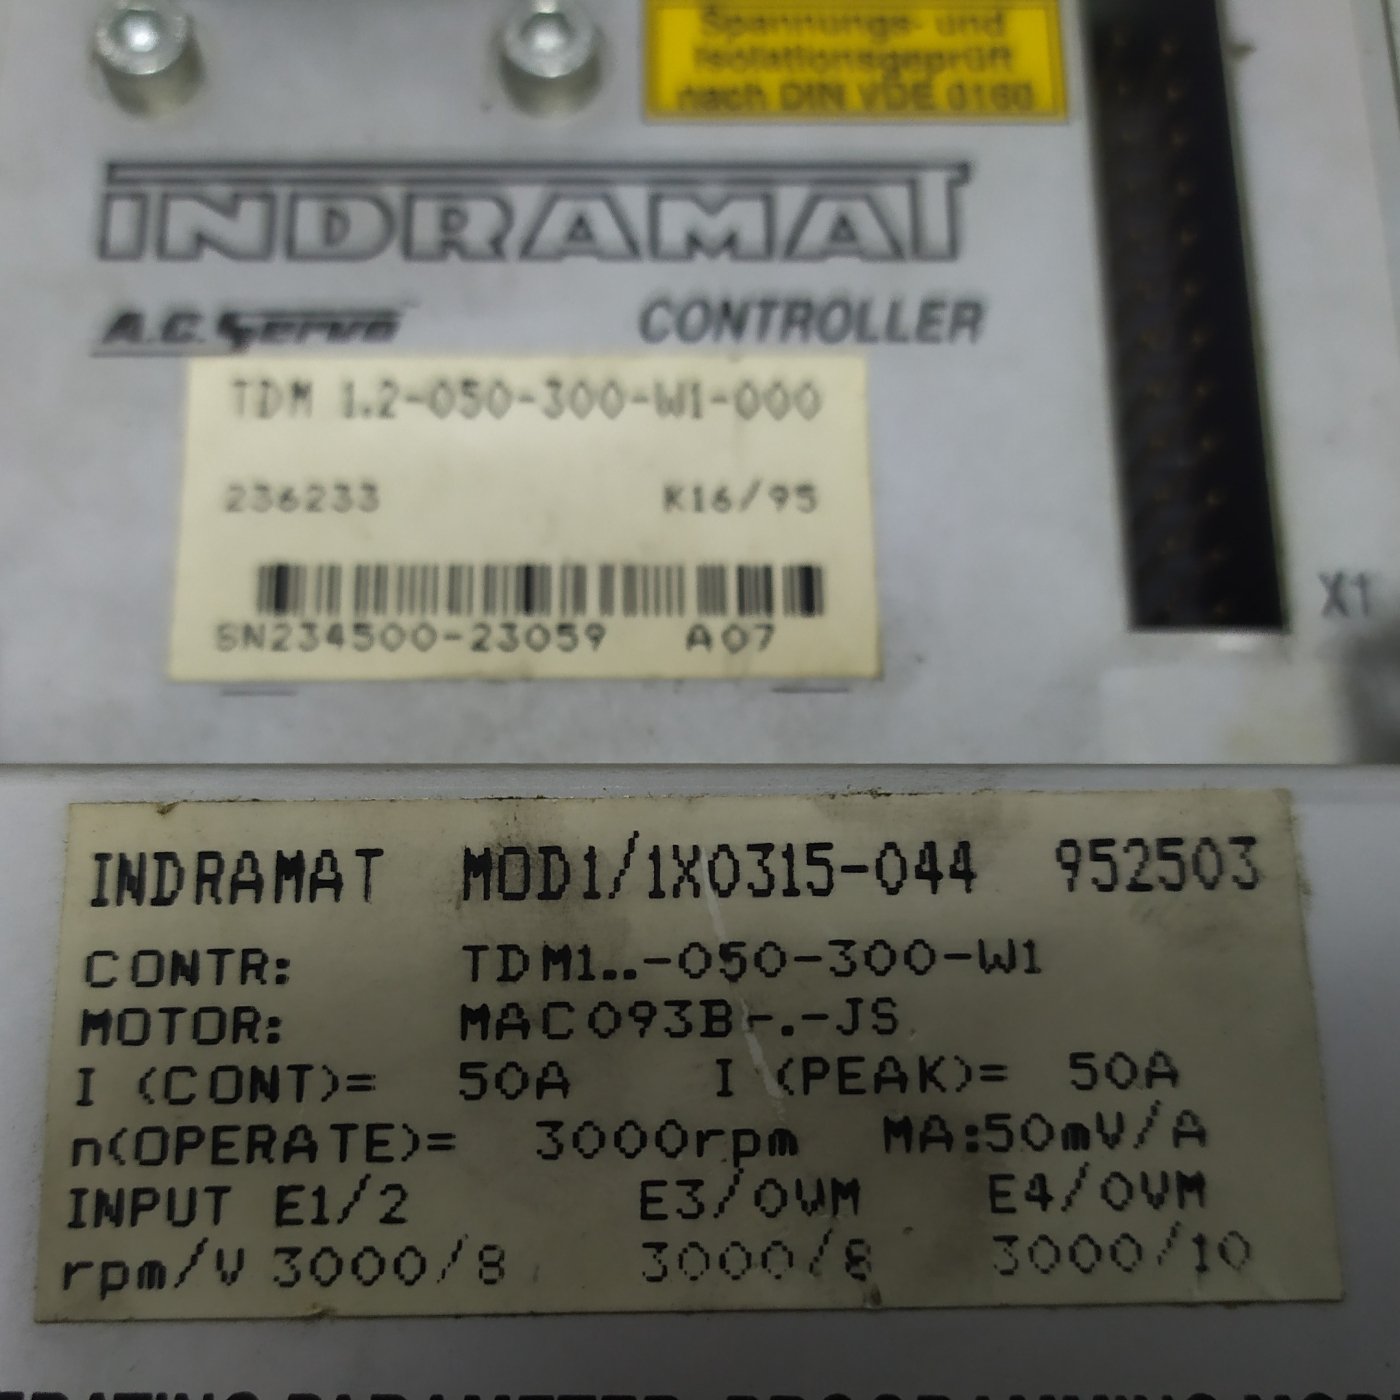 Spannungs- und
Isolationsgeprüft
nach DIN VDE 0160
INDRAMAT
A.C. Servo CONTROLLER
TDM 1.2-050-300-W1-000
236233 K16/95
SN234500-23059 A07
X1
INDRAMAT MOD1/1X0315-044 952503
CONTR: TDM1..-050-300-W1
MOTOR: MAC093B-.-JS
I (CONT)= 50A I (PEAK)= 50A
n(OPERATE)= 3000rpm MA:50mV/A
INPUT E1/2 E3/0VM E4/0VM
rpm/V 3000/8 3000/8 3000/10